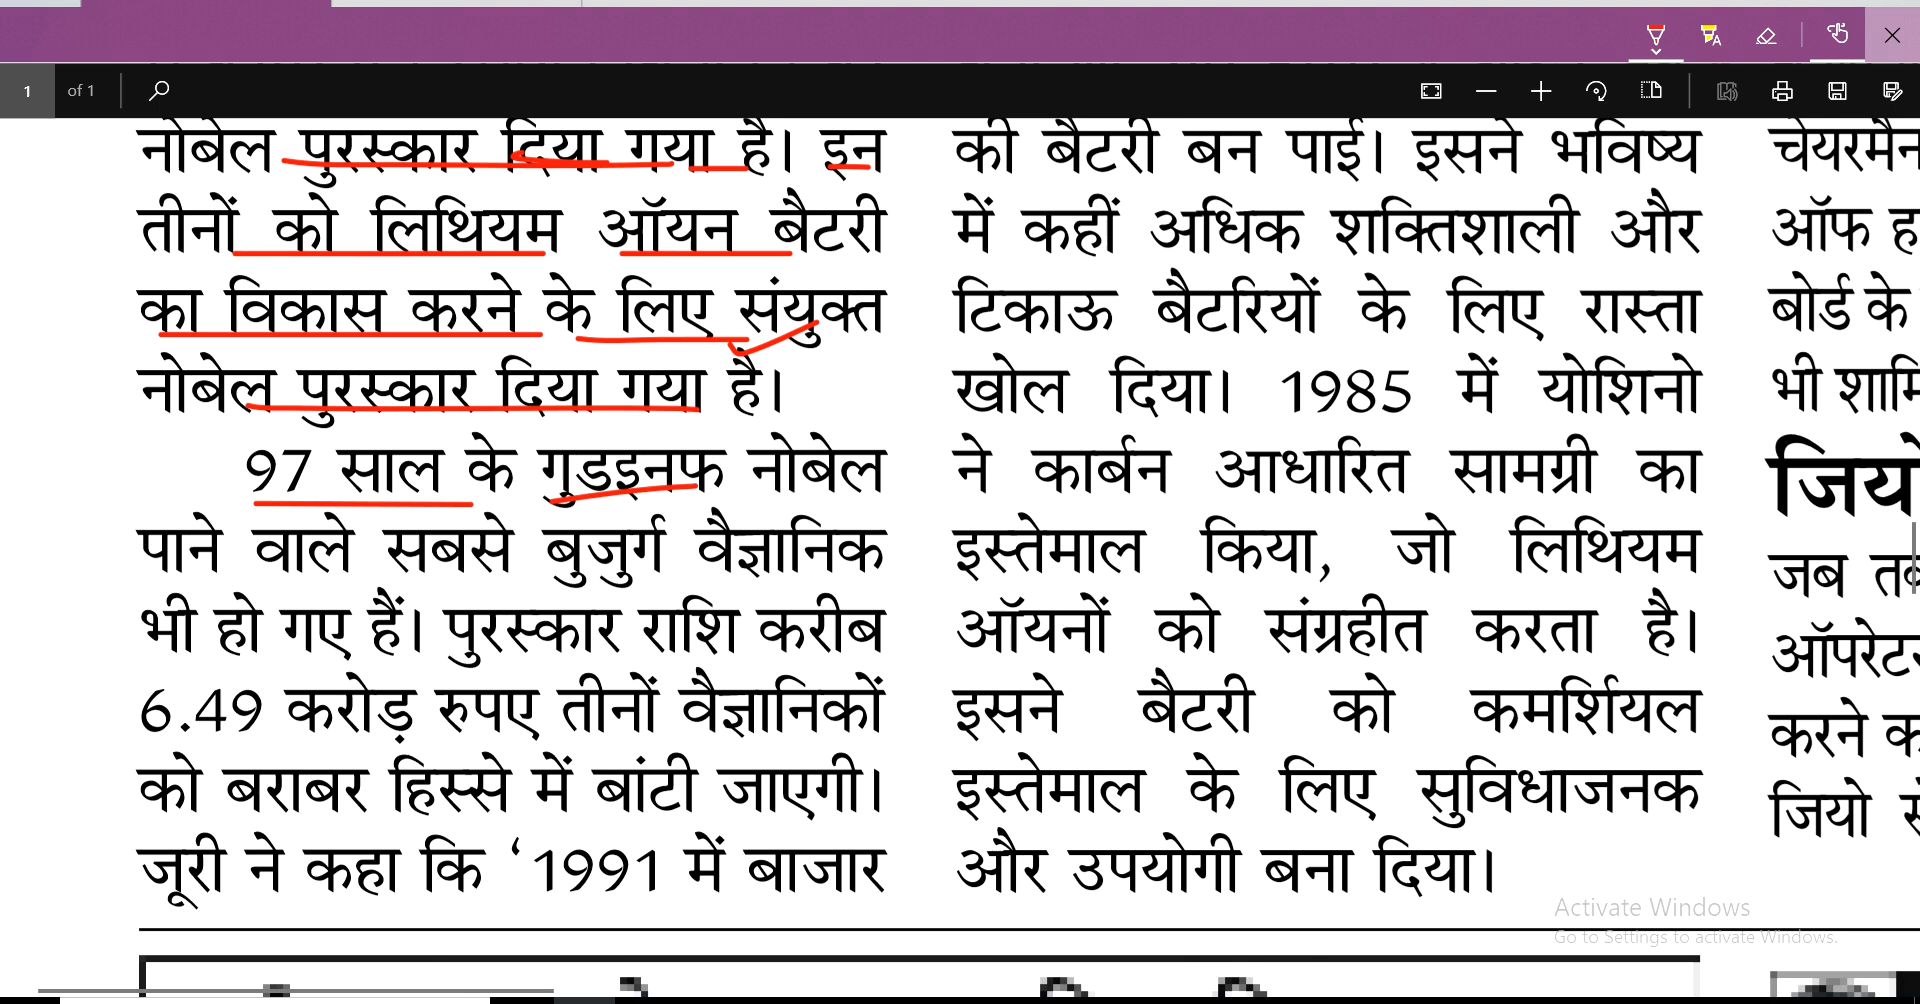 1 of 1
नोबेल पुरस्कार दिया गया है। इन
तीनों को लिथियम ऑयन बैटरी
का विकास करने के लिए संयुक्त
नोबेल पुरस्कार दिया गया है।
97 साल के गुडइनफ नोबेल
पाने वाले सबसे बुजुर्ग वैज्ञानिक
भी हो गए हैं। पुरस्कार राशि करीब
6.49 करोड़ रुपए तीनों वैज्ञानिकों
को बराबर हिस्से में बांटी जाएगी।
जूरी ने कहा कि ‘1991 में बाजार
की बैटरी बन पाई। इसने भविष्य
में कहीं अधिक शक्तिशाली और
टिकाऊ बैटरियों के लिए रास्ता
खोल दिया। 1985 में योशिनो
ने कार्बन आधारित सामग्री का
इस्तेमाल किया, जो लिथियम
ऑयनों को संग्रहीत करता है।
इसने बैटरी को कमर्शियल
इस्तेमाल के लिए सुविधाजनक
और उपयोगी बना दिया।
चेयरमैन
ऑफ
बोर्ड के
भी
जियो
जब
करने
जियो
Activate Windows
Go to Settings to activate Windows.